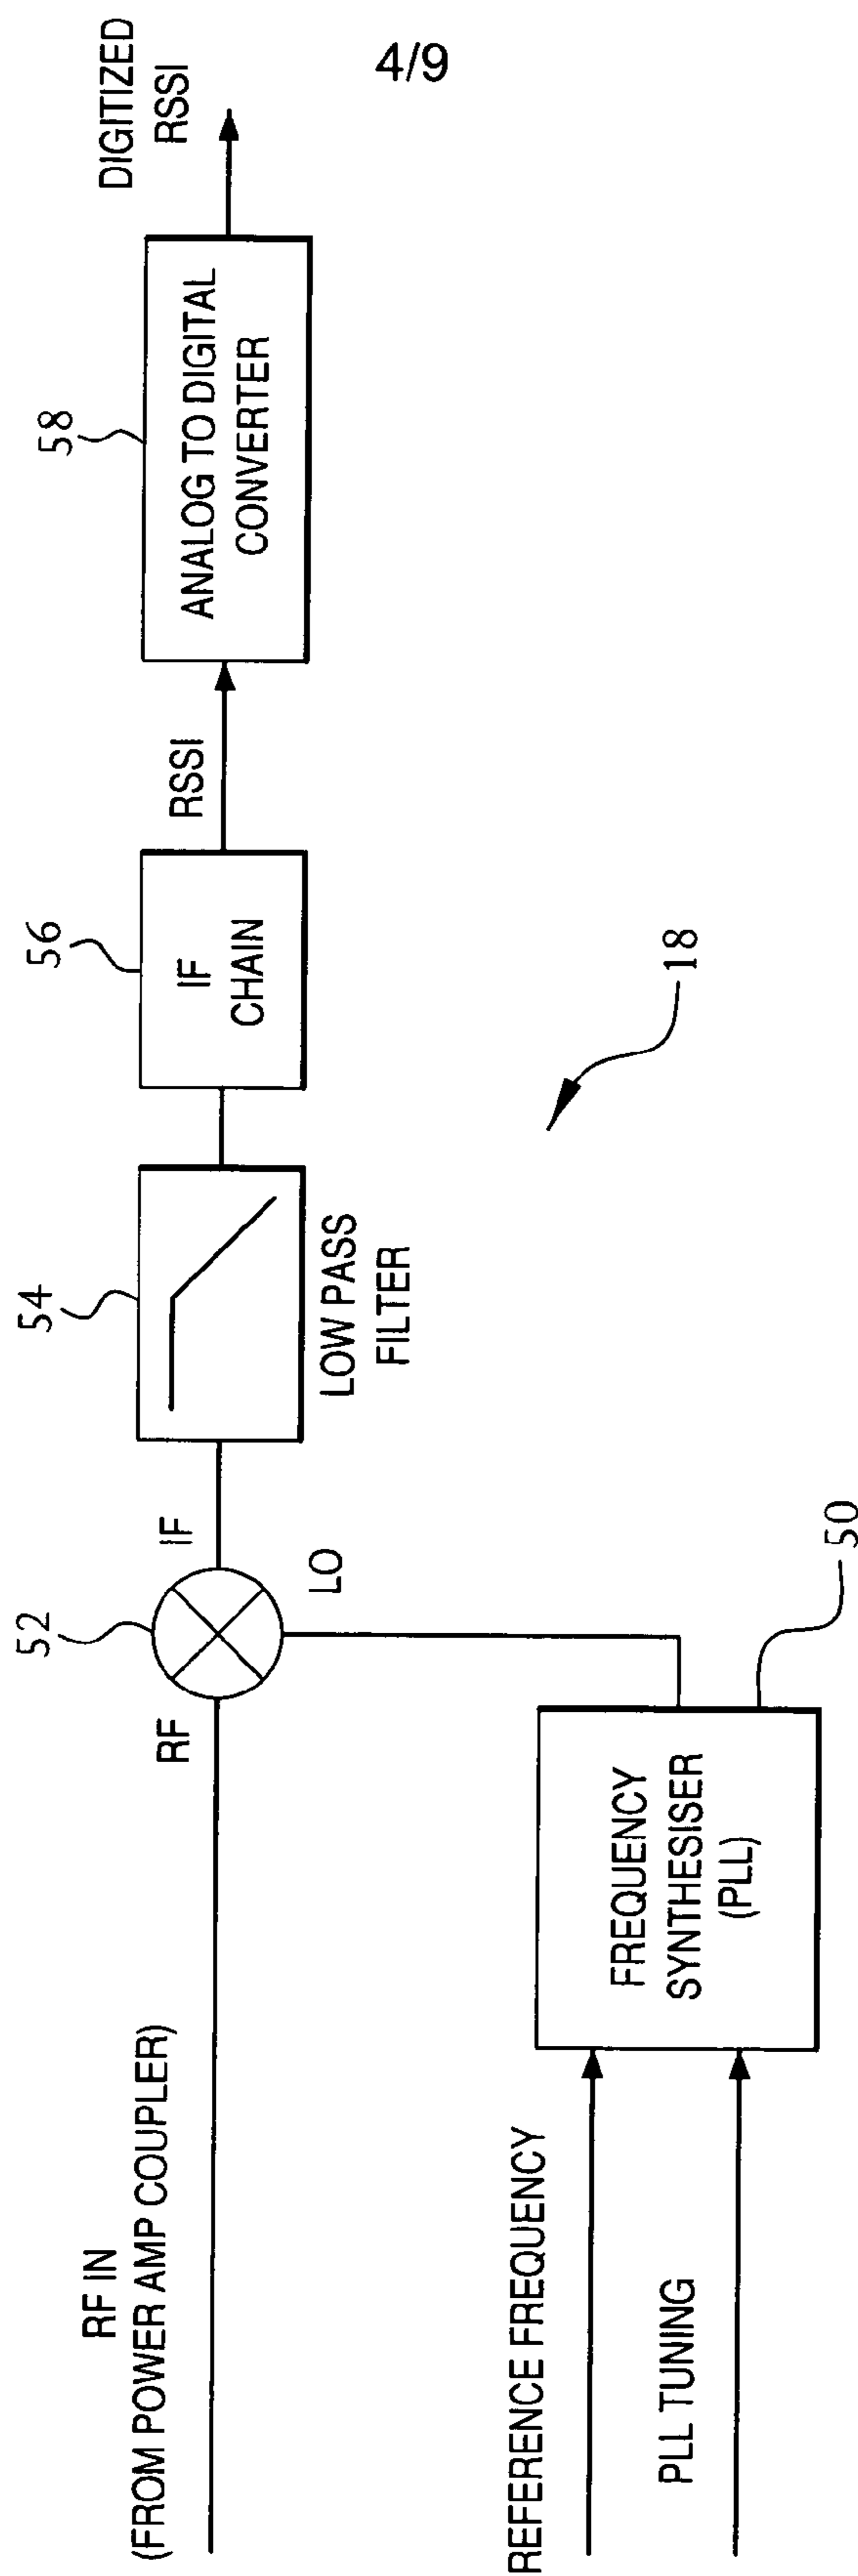 4/9
RF IN
(FROM POWER AMP COUPLER)
RF
52
IF
LO
54
LOW PASS
FILTER
56
IF
CHAIN
RSSI
58
ANALOG TO DIGITAL
CONVERTER
DIGITIZED
RSSI
REFERENCE FREQUENCY
PLL TUNING
FREQUENCY
SYNTHESISER
(PLL)
50
18